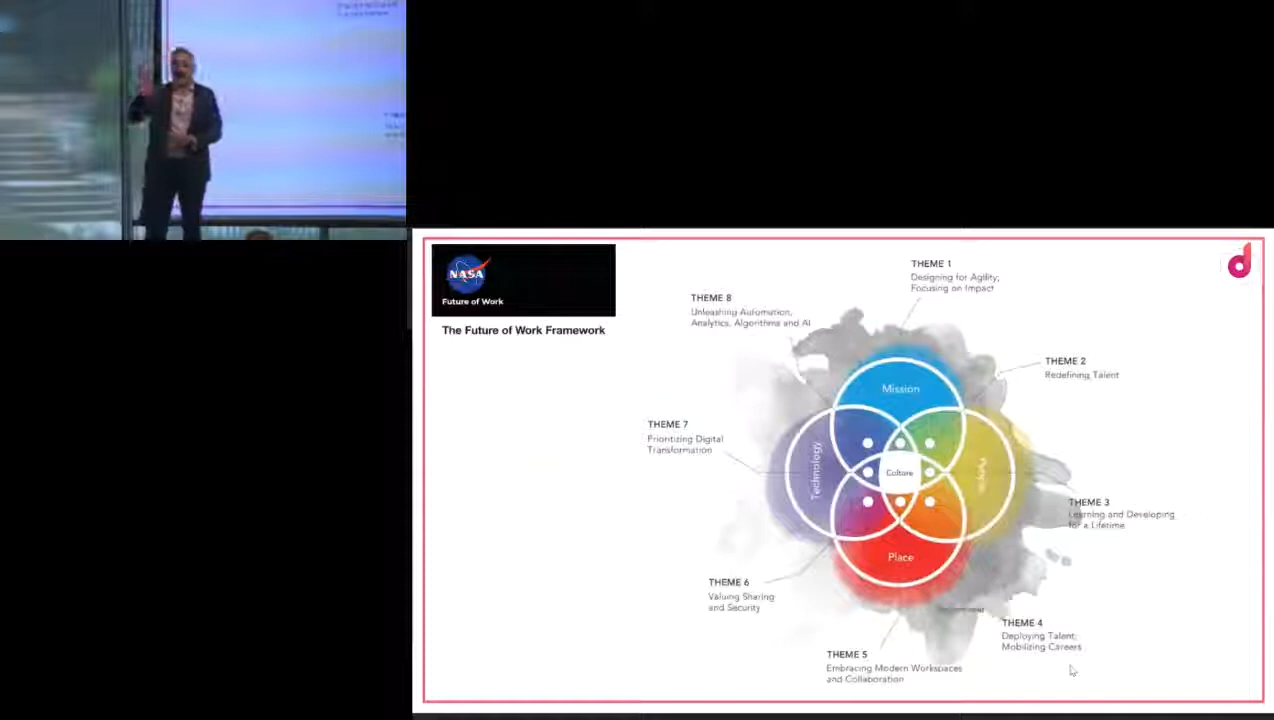 NASA
Future of Work
The Future of Work Framework
THEME 1
Designing for Agility;
Focusing on Impact
THEME 8
Unleashing Automation,
Analytics, Algorithms and AI
THEME 2
Redefining Talent
Mission
THEME 7
Prioritizing Digital
Transformation
Technology
Culture
People
THEME 3
Learning and Developing
for a Lifetime
Place
THEME 6
Valuing Sharing
and Security
THEME 4
Deploying Talent;
Mobilizing Careers
THEME 5
Embracing Modern Workspaces
and Collaboration